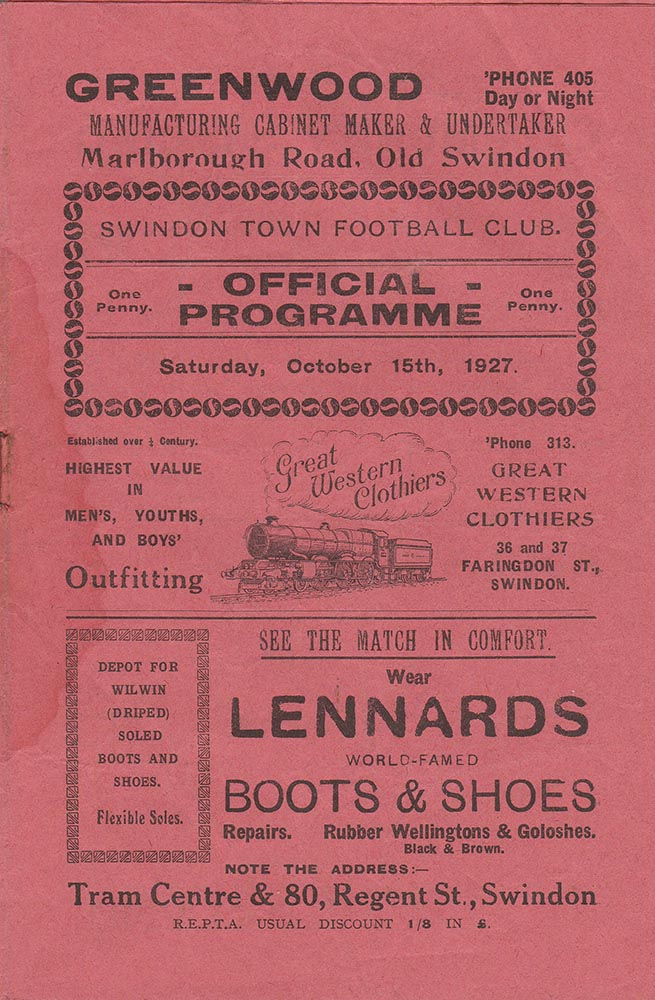 GREENWOOD
'PHONE 405
Day or Night
MANUFACTURING CABINET MAKER & UNDERTAKER
Marlborough Road, Old Swindon
SWINDON TOWN FOOTBALL CLUB.
One
Penny.
- OFFICIAL -
PROGRAMME
One
Penny.
Saturday, October 15th, 1927.
Established over ½ Century.
HIGHEST VALUE
IN
MEN'S, YOUTHS,
AND BOYS'
Outfitting
Great
Western
Clothiers
'Phone 313.
GREAT
WESTERN
CLOTHIERS
36 and 37
FARINGDON ST.,
SWINDON.
DEPOT FOR
WILWIN
(DRIPED)
SOLED
BOOTS AND
SHOES.
Flexible Soles.
SEE THE MATCH IN COMFORT.
Wear
LENNARDS
WORLD-FAMED
BOOTS & SHOES
Repairs. Rubber Wellingtons & Goloshes.
Black & Brown.
NOTE THE ADDRESS:—
Tram Centre & 80, Regent St., Swindon
R.E.P.T.A. USUAL DISCOUNT 1/8 IN £.